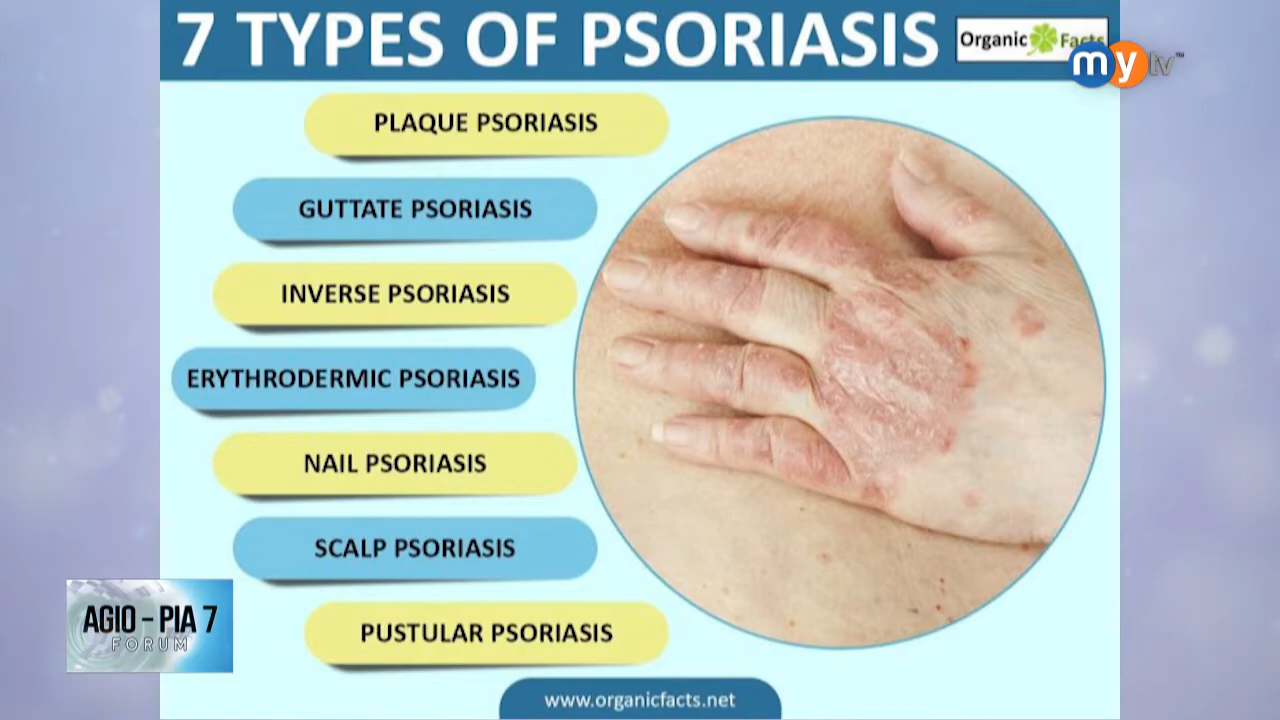 7 TYPES OF PSORIASIS
Organic Facts
my tv™
PLAQUE PSORIASIS
GUTTATE PSORIASIS
INVERSE PSORIASIS
ERYTHRODERMIC PSORIASIS
NAIL PSORIASIS
SCALP PSORIASIS
PUSTULAR PSORIASIS
AGIO - PIA 7
FORUM
www.organicfacts.net